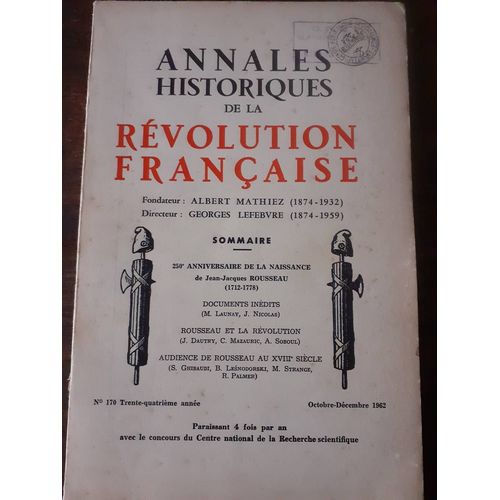 ANNALES
HISTORIQUES
DE LA
RÉVOLUTION
FRANÇAISE
Fondateur : ALBERT MATHIEZ (1874-1932)
Directeur : GEORGES LEFEBVRE (1874-1959)
SOMMAIRE
250e ANNIVERSAIRE DE LA NAISSANCE
de Jean-Jacques ROUSSEAU
(1712-1778)
DOCUMENTS INÉDITS
(M. LAUNAY, J. NICOLAS)
ROUSSEAU ET LA RÉVOLUTION
(J. DAUTRY, C. MAZAURIC, A. SOBOUL)
AUDIENCE DE ROUSSEAU AU XVIIIe SIÈCLE
(S. GHIBAUDI, B. LEŚNODORSKI, M. STRANGE,
R. PALMER)
No 170 Trente-quatrième année
Octobre-Décembre 1962
Paraissant 4 fois par an
avec le concours du Centre national de la Recherche scientifique